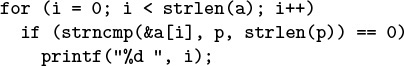 for (i = 0; i < strlen(a); i++)
  if (strncmp(&a[i], p, strlen(p)) == 0)
    printf("%d ", i);